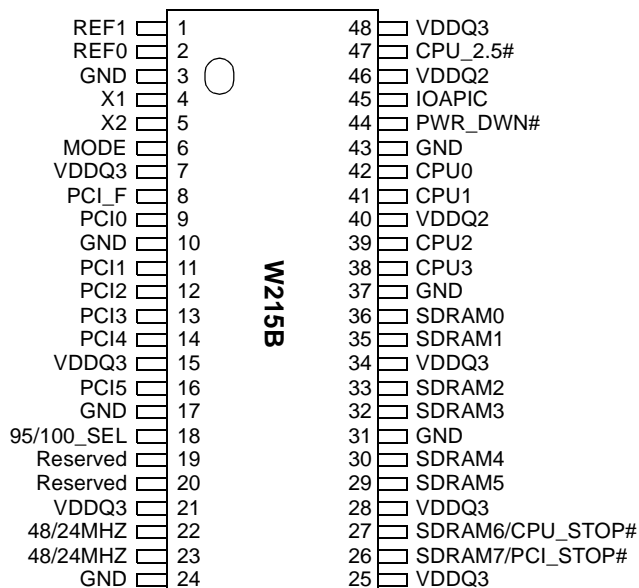 REF1 1 48 VDDQ3
REF0 2 47 CPU_2.5#
GND 3 46 VDDQ2
X1 4 45 IOAPIC
X2 5 44 PWR_DWN#
MODE 6 43 GND
VDDQ3 7 42 CPU0
PCI_F 8 41 CPU1
PCI0 9 40 VDDQ2
GND 10 39 CPU2
PCI1 11 38 CPU3
PCI2 12 37 GND
PCI3 13 36 SDRAM0
PCI4 14 35 SDRAM1
VDDQ3 15 34 VDDQ3
PCI5 16 33 SDRAM2
GND 17 32 SDRAM3
95/100_SEL 18 31 GND
Reserved 19 30 SDRAM4
Reserved 20 29 SDRAM5
VDDQ3 21 28 VDDQ3
48/24MHZ 22 27 SDRAM6/CPU_STOP#
48/24MHZ 23 26 SDRAM7/PCI_STOP#
GND 24 25 VDDQ3
W215B